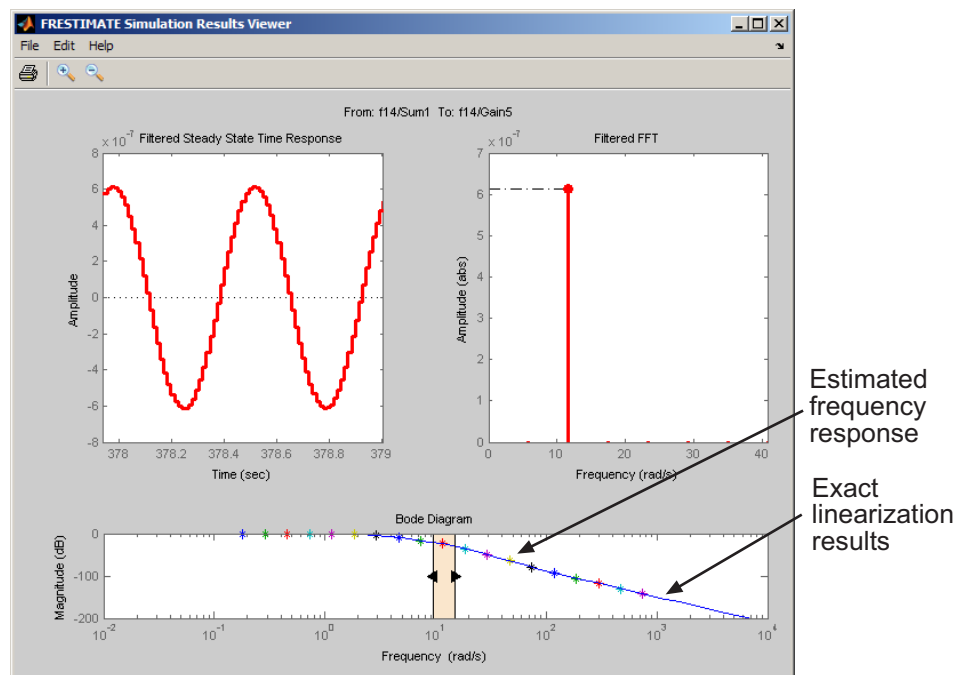 FRESTIMATE Simulation Results Viewer
File Edit Help
From: f14/Sum1 To: f14/Gain5
x 10^-7 Filtered Steady State Time Response
8
6
4
2
0
-2
-4
-6
-8
378 378.2 378.4 378.6 378.8 379
Amplitude
Time (sec)
x 10^-7 Filtered FFT
7
6
5
4
3
2
1
0
0 10 20 30 40
Amplitude (abs)
Frequency (rad/s)
Estimated
frequency
response
Exact
linearization
results
Bode Diagram
0
-100
-200
Magnitude (dB)
10^-2 10^-1 10^0 10^1 10^2 10^3 10^4
Frequency (rad/s)